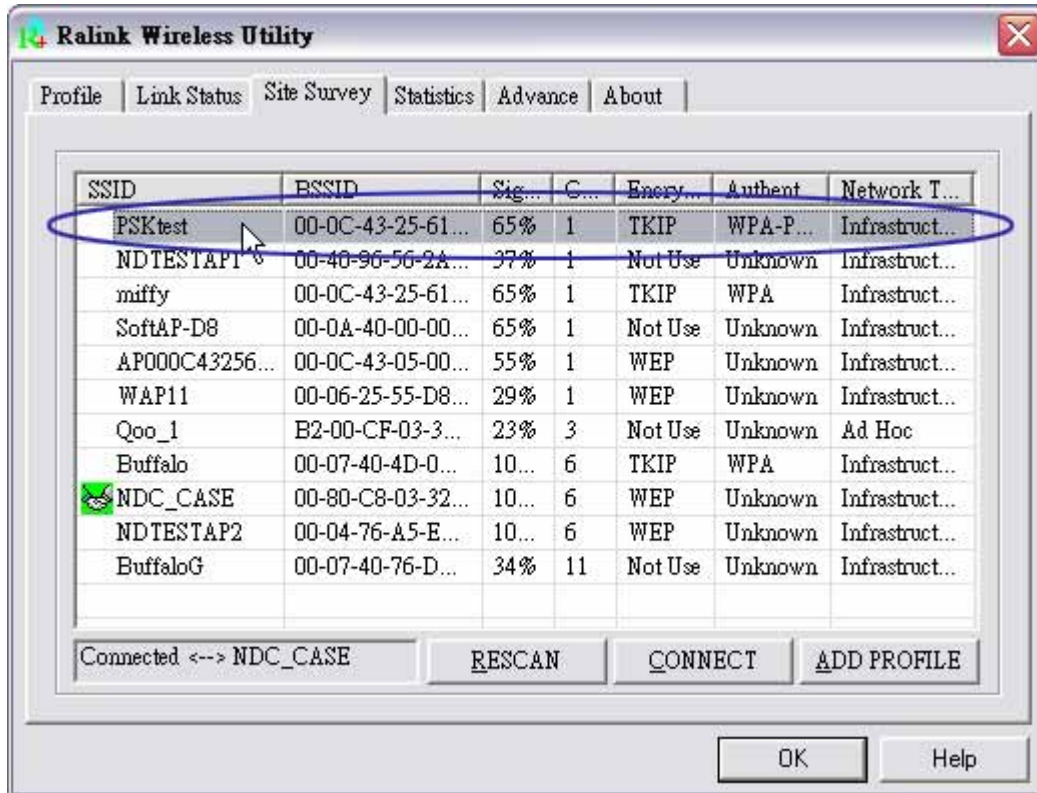 Ralink Wireless Utility
Profile Link Status Site Survey Statistics Advance About
SSID BSSID Sig... C... Encry... Authent... Network T...
PSKtest 00-0C-43-25-61... 65% 1 TKIP WPA-P... Infrastruct...
NDTESTAP1 00-40-96-56-2A... 37% 1 Not Use Unknown Infrastruct...
miffy 00-0C-43-25-61... 65% 1 TKIP WPA Infrastruct...
SoftAP-D8 00-0A-40-00-00... 65% 1 Not Use Unknown Infrastruct...
AP000C43256... 00-0C-43-05-00... 55% 1 WEP Unknown Infrastruct...
WAP11 00-06-25-55-D8... 29% 1 WEP Unknown Infrastruct...
Qoo_1 B2-00-CF-03-3... 23% 3 Not Use Unknown Ad Hoc
Buffalo 00-07-40-4D-0... 10... 6 TKIP WPA Infrastruct...
NDC_CASE 00-80-C8-03-32... 10... 6 WEP Unknown Infrastruct...
NDTESTAP2 00-04-76-A5-E... 10... 6 WEP Unknown Infrastruct...
BuffaloG 00-07-40-76-D... 34% 11 Not Use Unknown Infrastruct...
Connected <--> NDC_CASE RESCAN CONNECT ADD PROFILE
OK Help